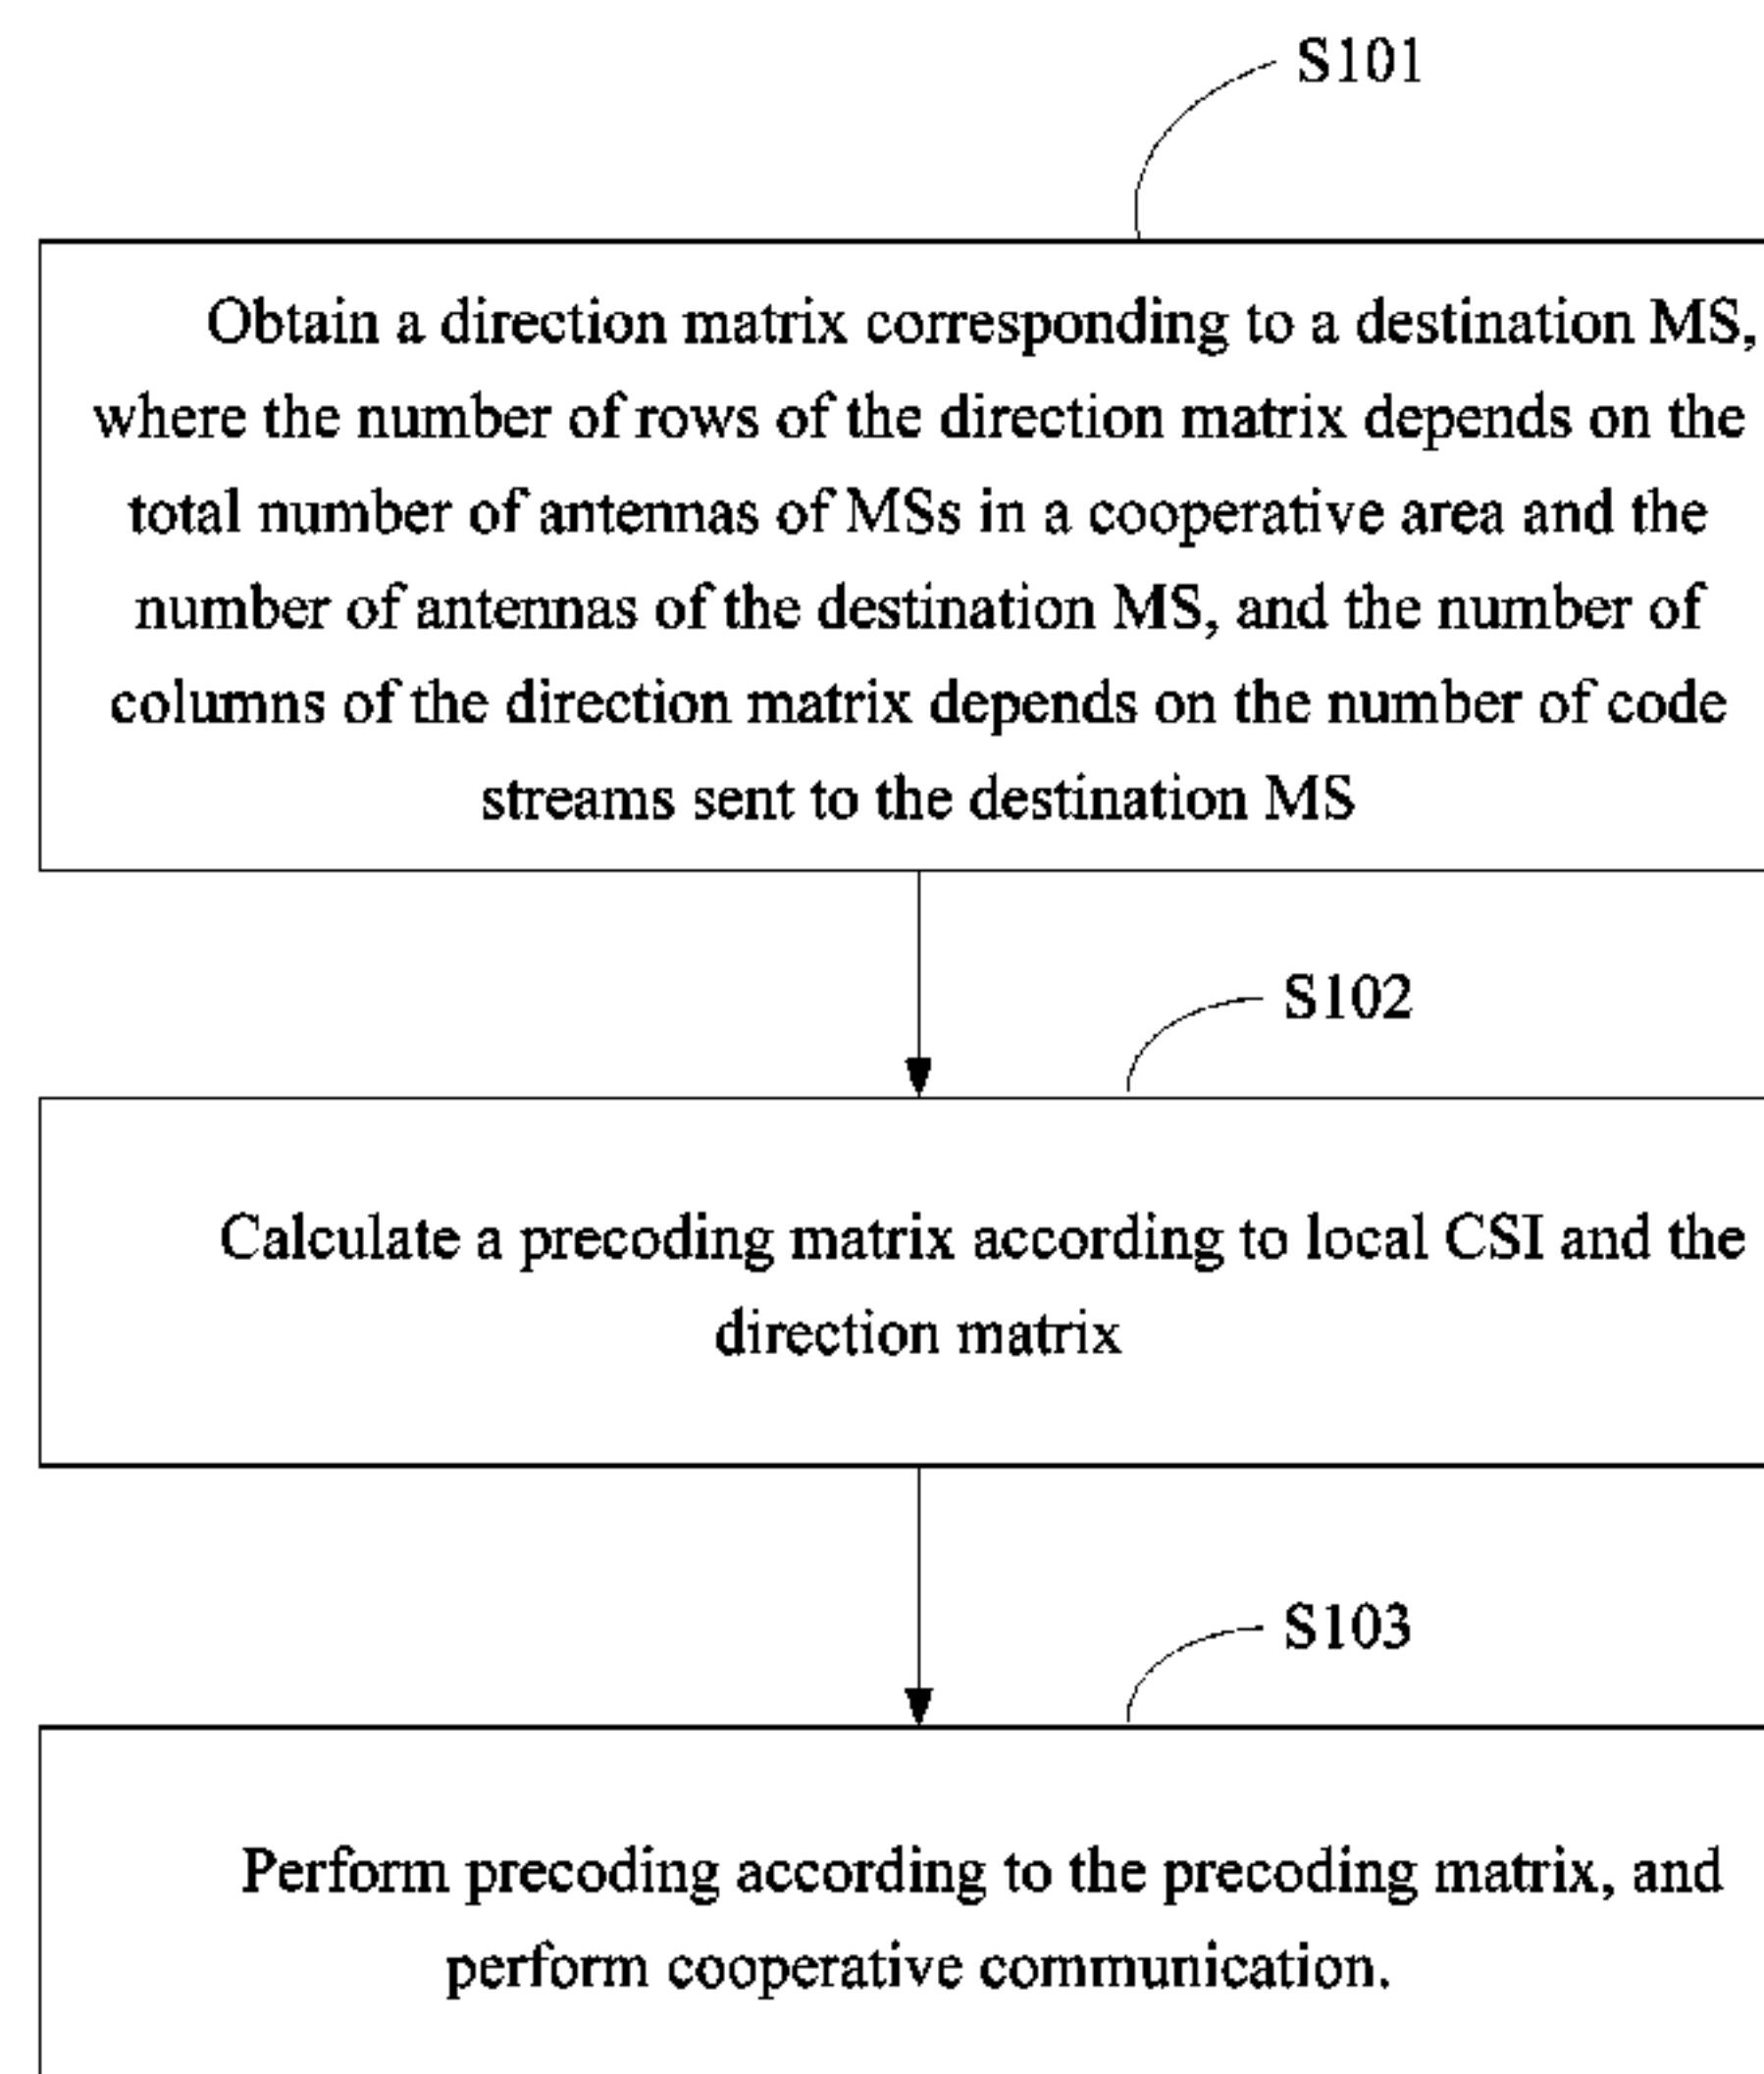 S101
Obtain a direction matrix corresponding to a destination MS,
where the number of rows of the direction matrix depends on the
total number of antennas of MSs in a cooperative area and the
number of antennas of the destination MS, and the number of
columns of the direction matrix depends on the number of code
streams sent to the destination MS
S102
Calculate a precoding matrix according to local CSI and the
direction matrix
S103
Perform precoding according to the precoding matrix, and
perform cooperative communication.